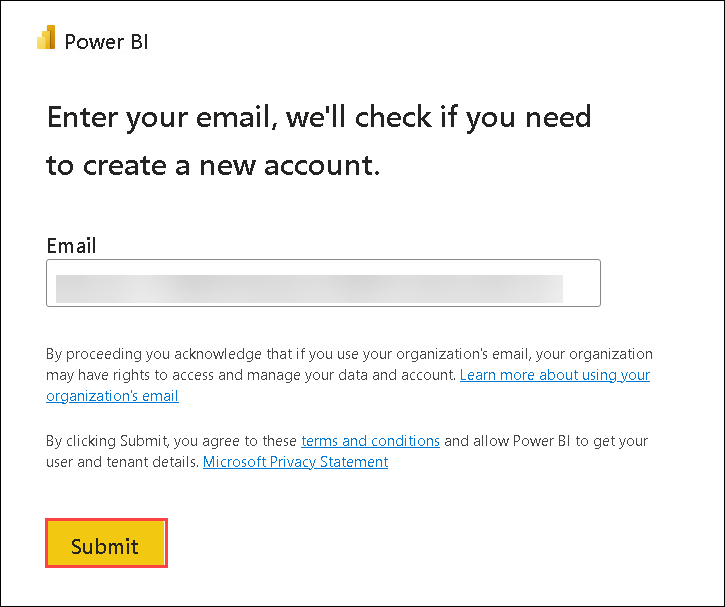 Power BI
Enter your email, we'll check if you need
to create a new account.
Email
By proceeding you acknowledge that if you use your organization's email, your organization
may have rights to access and manage your data and account. Learn more about using your
organization's email
By clicking Submit, you agree to these terms and conditions and allow Power BI to get your
user and tenant details. Microsoft Privacy Statement
Submit